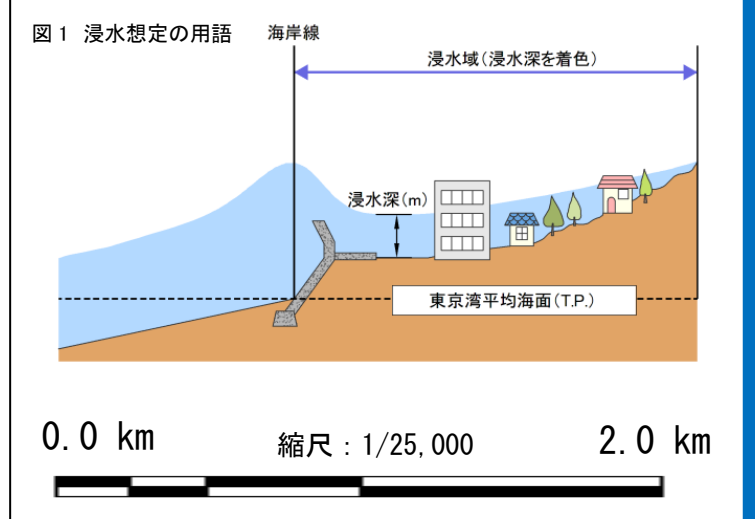 図1 浸水想定の用語
海岸線
浸水域(浸水深を着色)
浸水深(m)
東京湾平均海面(T.P.)
0.0 km
縮尺：1/25,000
2.0 km